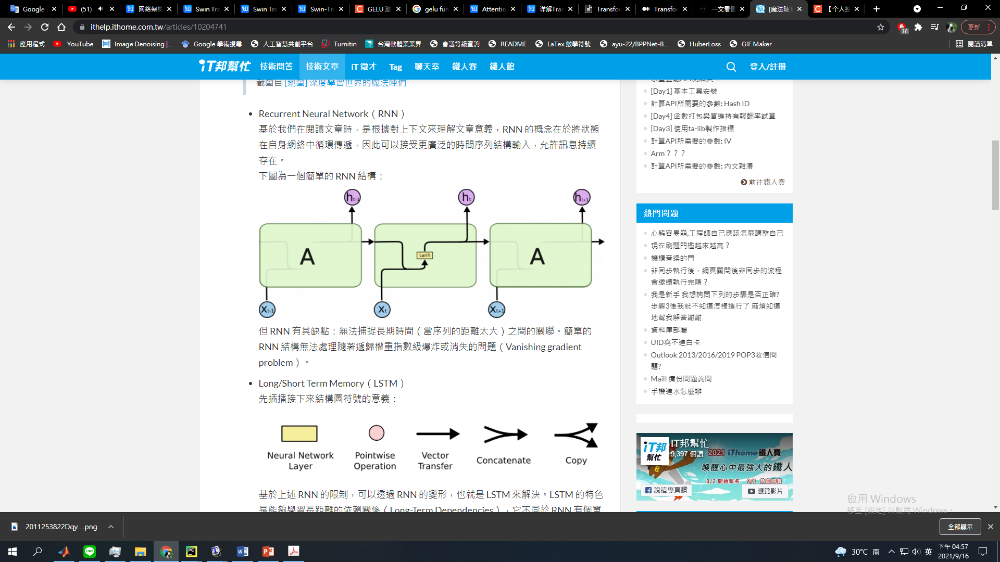 Google
(51)
网络架构
Swin Tra
Swin Tra
Swin-Tra
GELU 激
gelu fun
Attentio
详解Tran
Transfor
Transfor
一文看懂
[魔法陣
【个人整
ithelp.ithome.com.tw/articles/10204741
16
更新
應用程式
YouTube
Image Denoising |...
Google 學術搜尋
人工智慧共創平台
Turnitin
台灣軟體業業界
會議等級查詢
README
LaTex 數學符號
ayu-22/BPPNet-B...
HuberLoss
GIF Maker
閱讀清單
iT邦幫忙
技術問答
技術文章
iT 徵才
Tag
聊天室
鐵人賽
鐵人館
登入/註冊
截圖自 [地圖] 深度學習世界的魔法陣們
Recurrent Neural Network（RNN）
基於我們在閱讀文章時，是根據對上下文來理解文章意義，RNN 的概念在於將狀態
在自身網絡中循環傳遞，因此可以接受更廣泛的時間序列結構輸入，允許訊息持續
存在。
下圖為一個簡單的 RNN 結構：
ht-1
ht
ht+1
A
tanh
A
Xt-1
Xt
Xt+1
但 RNN 有其缺點：無法捕捉長期時間（當序列的距離太大）之間的關聯。簡單的
RNN 結構無法處理隨著遞歸權重指數級爆炸或消失的問題（Vanishing gradient
problem）。
Long/Short Term Memory（LSTM）
先插播接下來結構圖符號的意義：
Neural Network
Layer
Pointwise
Operation
Vector
Transfer
Concatenate
Copy
基於上述 RNN 的限制，可以透過 RNN 的變形，也就是 LSTM 來解決。LSTM 的特色
是能夠學習長距離的依賴關係（Long-Term Dependencies），它不同於 RNN 有個單
[Day1] 基本工具安裝
計算API所需要的參數: Hash ID
[Day4] 函數打包與買進持有報酬率試算
[Day3] 使用ta-lib製作指標
計算API所需要的參數: IV
Arm？？？
計算API所需要的參數: 內文雜湊
前往鐵人賽
熱門問題
心態容易崩,工程師自己應該怎麼調整自己
現在刷題門檻越來越高？
機櫃旁邊的門
非同步執行後，網頁關閉後非同步的流程
會繼續執行完嗎？
我是新手 我想詢問下列的步驟是否正確?
步驟3後我就不知道怎樣進行了 麻煩知道
地幫我解答謝謝
資料庫部屬
UID寫不進白卡
Outlook 2013/2016/2019 POP3收信問
題?
Maill 備份問題詢問
手機進水怎麼辦
iT邦
幫忙
iT邦幫忙
9,397 個讚
2021 iThome 鐵人賽
喚醒心中最強大的鐵人
8/2 開始報名
9/1 熱血開賽
說這專頁讚
觀賞影片
啟用 Windows
移至 [設定] 以啟用 Windows。
2011253822Dqy....png
全部顯示
30°C 雨
英
下午 04:57
2021/9/16